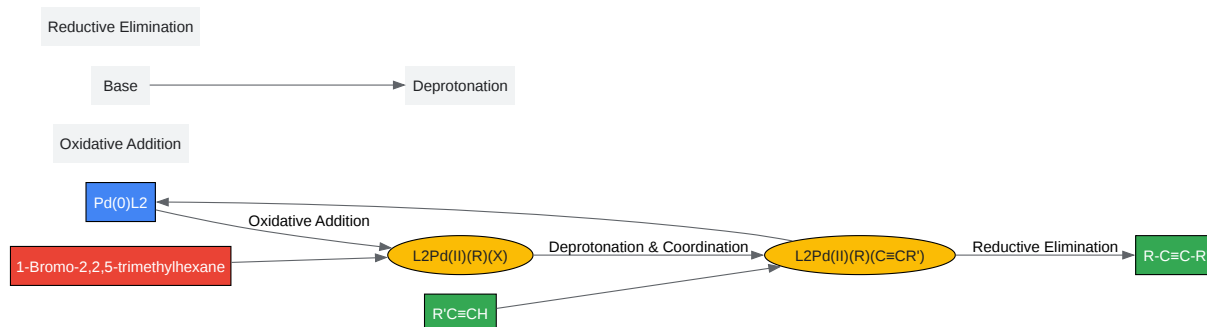 Reductive Elimination
Base
Deprotonation
Oxidative Addition
Pd(0)L2
Oxidative Addition
1-Bromo-2,2,5-trimethylhexane
L2Pd(II)(R)(X)
Deprotonation & Coordination
L2Pd(II)(R)(C≡CR')
Reductive Elimination
R-C≡C-R
R'C≡CH